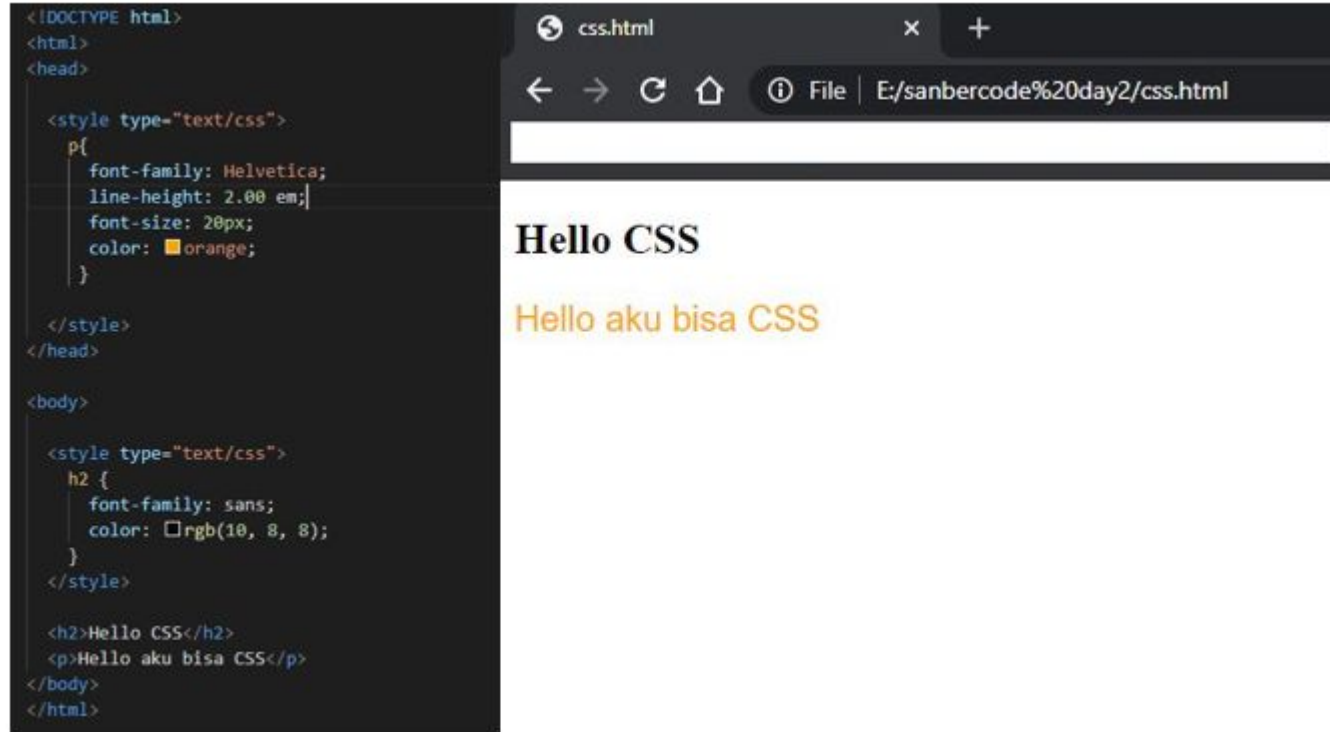 <!DOCTYPE html>
<html>
<head>
<style type="text/css">
p{
font-family: Helvetica;
line-height: 2.00 em;
font-size: 20px;
color: orange;
}
</style>
</head>
<body>
<style type="text/css">
h2 {
font-family: sans;
color: rgb(10, 8, 8);
}
</style>
<h2>Hello CSS</h2>
<p>Hello aku bisa CSS</p>
</body>
</html>
css.html
File E:/sanbercode%20day2/css.html
Hello CSS
Hello aku bisa CSS